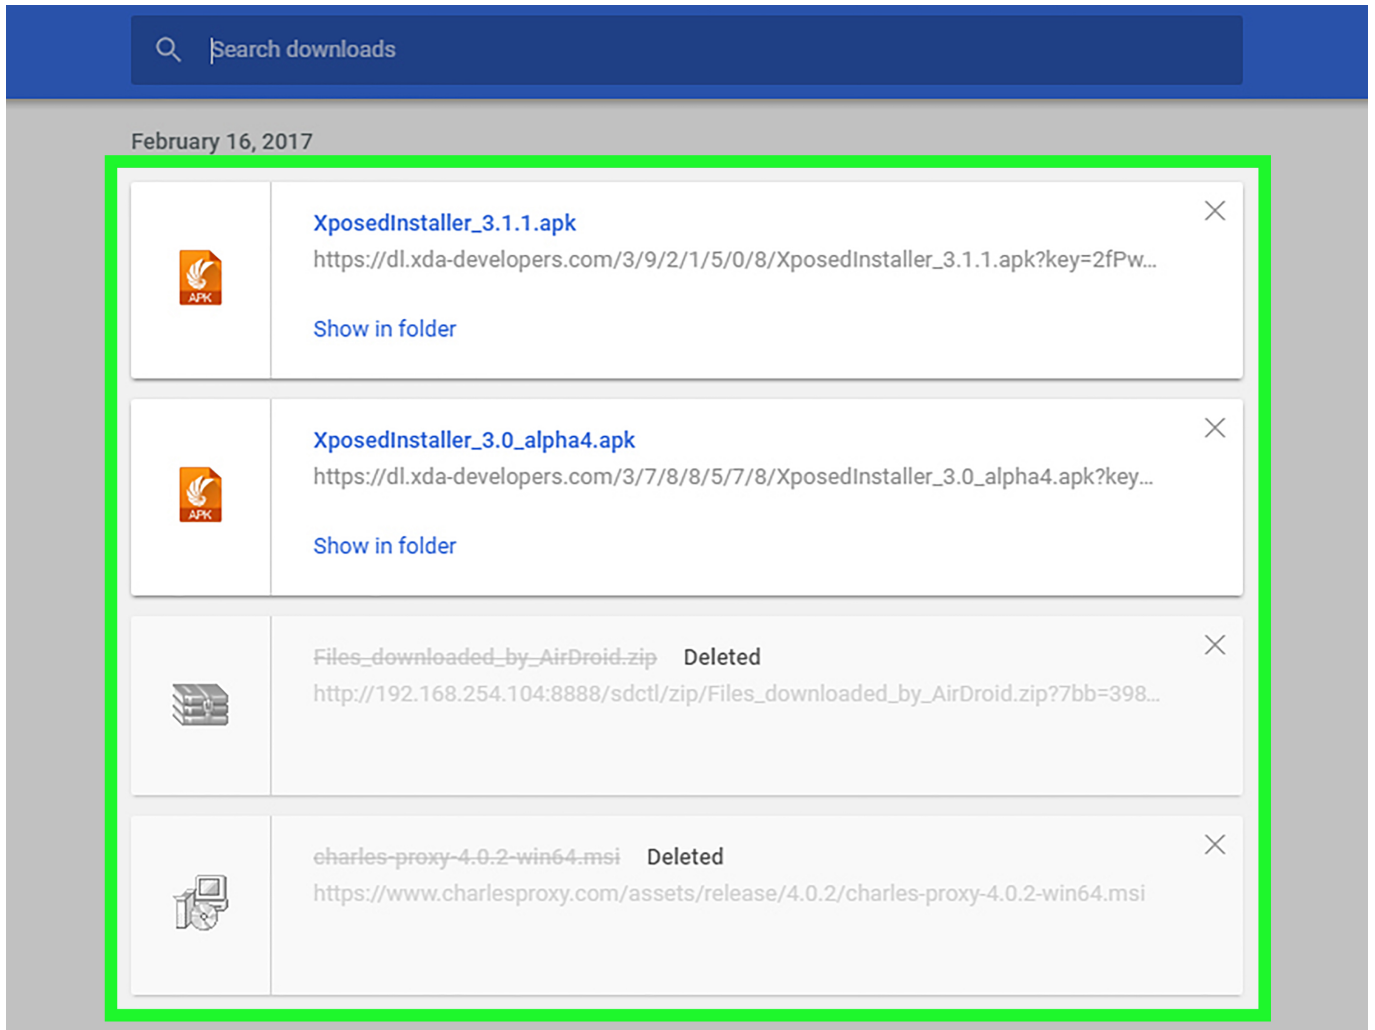 Search downloads
February 16, 2017
XposedInstaller_3.1.1.apk
https://dl.xda-developers.com/3/9/2/1/5/0/8/XposedInstaller_3.1.1.apk?key=2fPw...
APK
Show in folder
XposedInstaller_3.0_alpha4.apk
https://dl.xda-developers.com/3/7/8/8/5/7/8/XposedInstaller_3.0_alpha4.apk?key...
APK
Show in folder
Files_downloaded_by_AirDroid.zip Deleted
http://192.168.254.104:8888/sdctl/zip/Files_downloaded_by_AirDroid.zip?7bb=398...
charles-proxy-4.0.2-win64.msi Deleted
https://www.charlesproxy.com/assets/release/4.0.2/charles-proxy-4.0.2-win64.msi